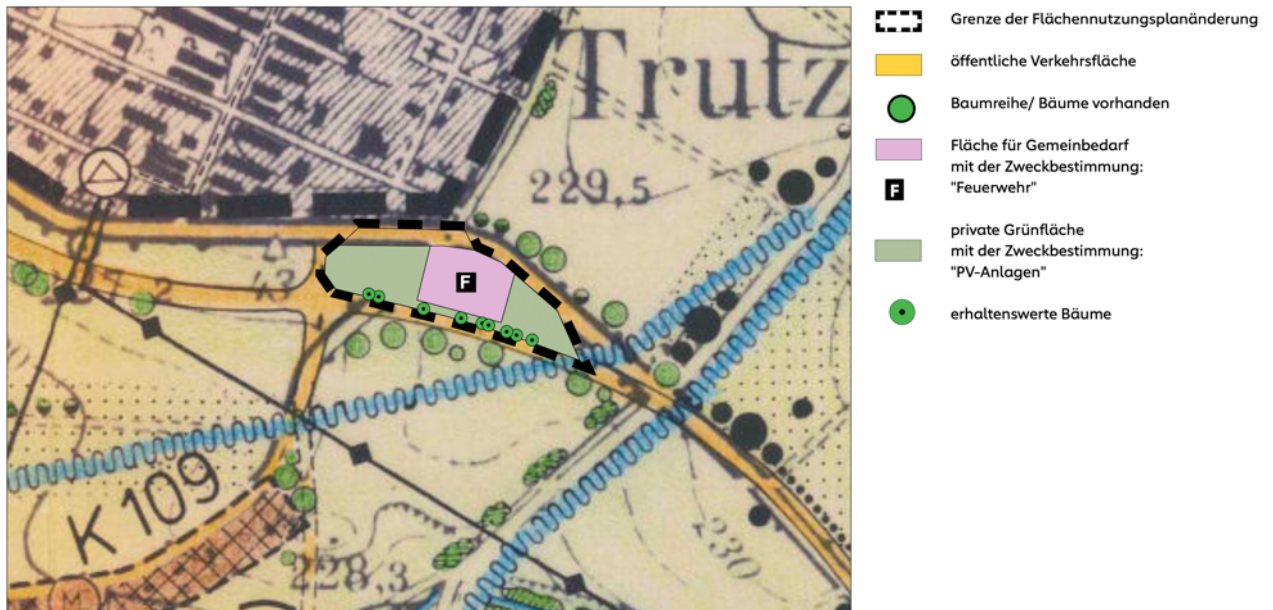 Trutz
229,5
43
F
K 109
228,3
230
M
Grenze der Flächennutzungsplanänderung
öffentliche Verkehrsfläche
Baumreihe/ Bäume vorhanden
Fläche für Gemeinbedarf
mit der Zweckbestimmung:
F
"Feuerwehr"
private Grünfläche
mit der Zweckbestimmung:
"PV-Anlagen"
erhaltenswerte Bäume